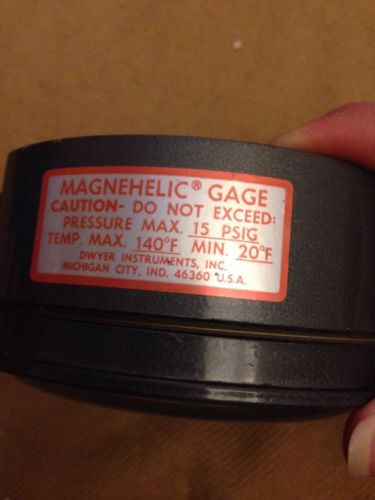 MAGNEHELIC® GAGE
CAUTION- DO NOT EXCEED:
PRESSURE MAX. 15 PSIG
TEMP. MAX. 140°F MIN. 20°F
DWYER INSTRUMENTS, INC.
MICHIGAN CITY, IND. 46360 U.S.A.